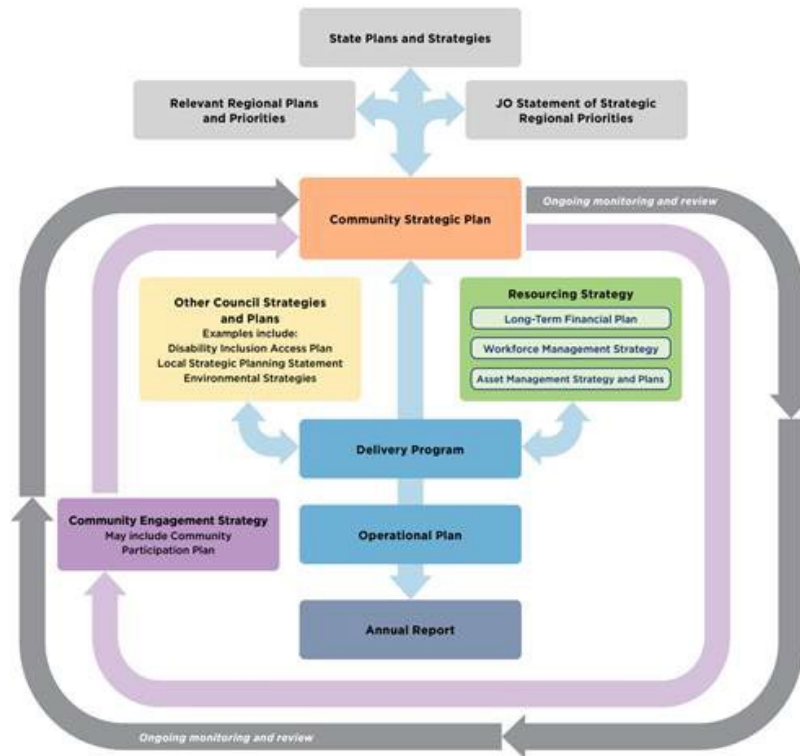 State Plans and Strategies
Relevant Regional Plans
and Priorities
JO Statement of Strategic
Regional Priorities
Community Strategic Plan
Ongoing monitoring and review
Other Council Strategies
and Plans
Examples include:
Disability Inclusion Access Plan
Local Strategic Planning Statement
Environmental Strategies
Resourcing Strategy
Long-Term Financial Plan
Workforce Management Strategy
Asset Management Strategy and Plans
Delivery Program
Community Engagement Strategy
May include Community
Participation Plan
Operational Plan
Annual Report
Ongoing monitoring and review